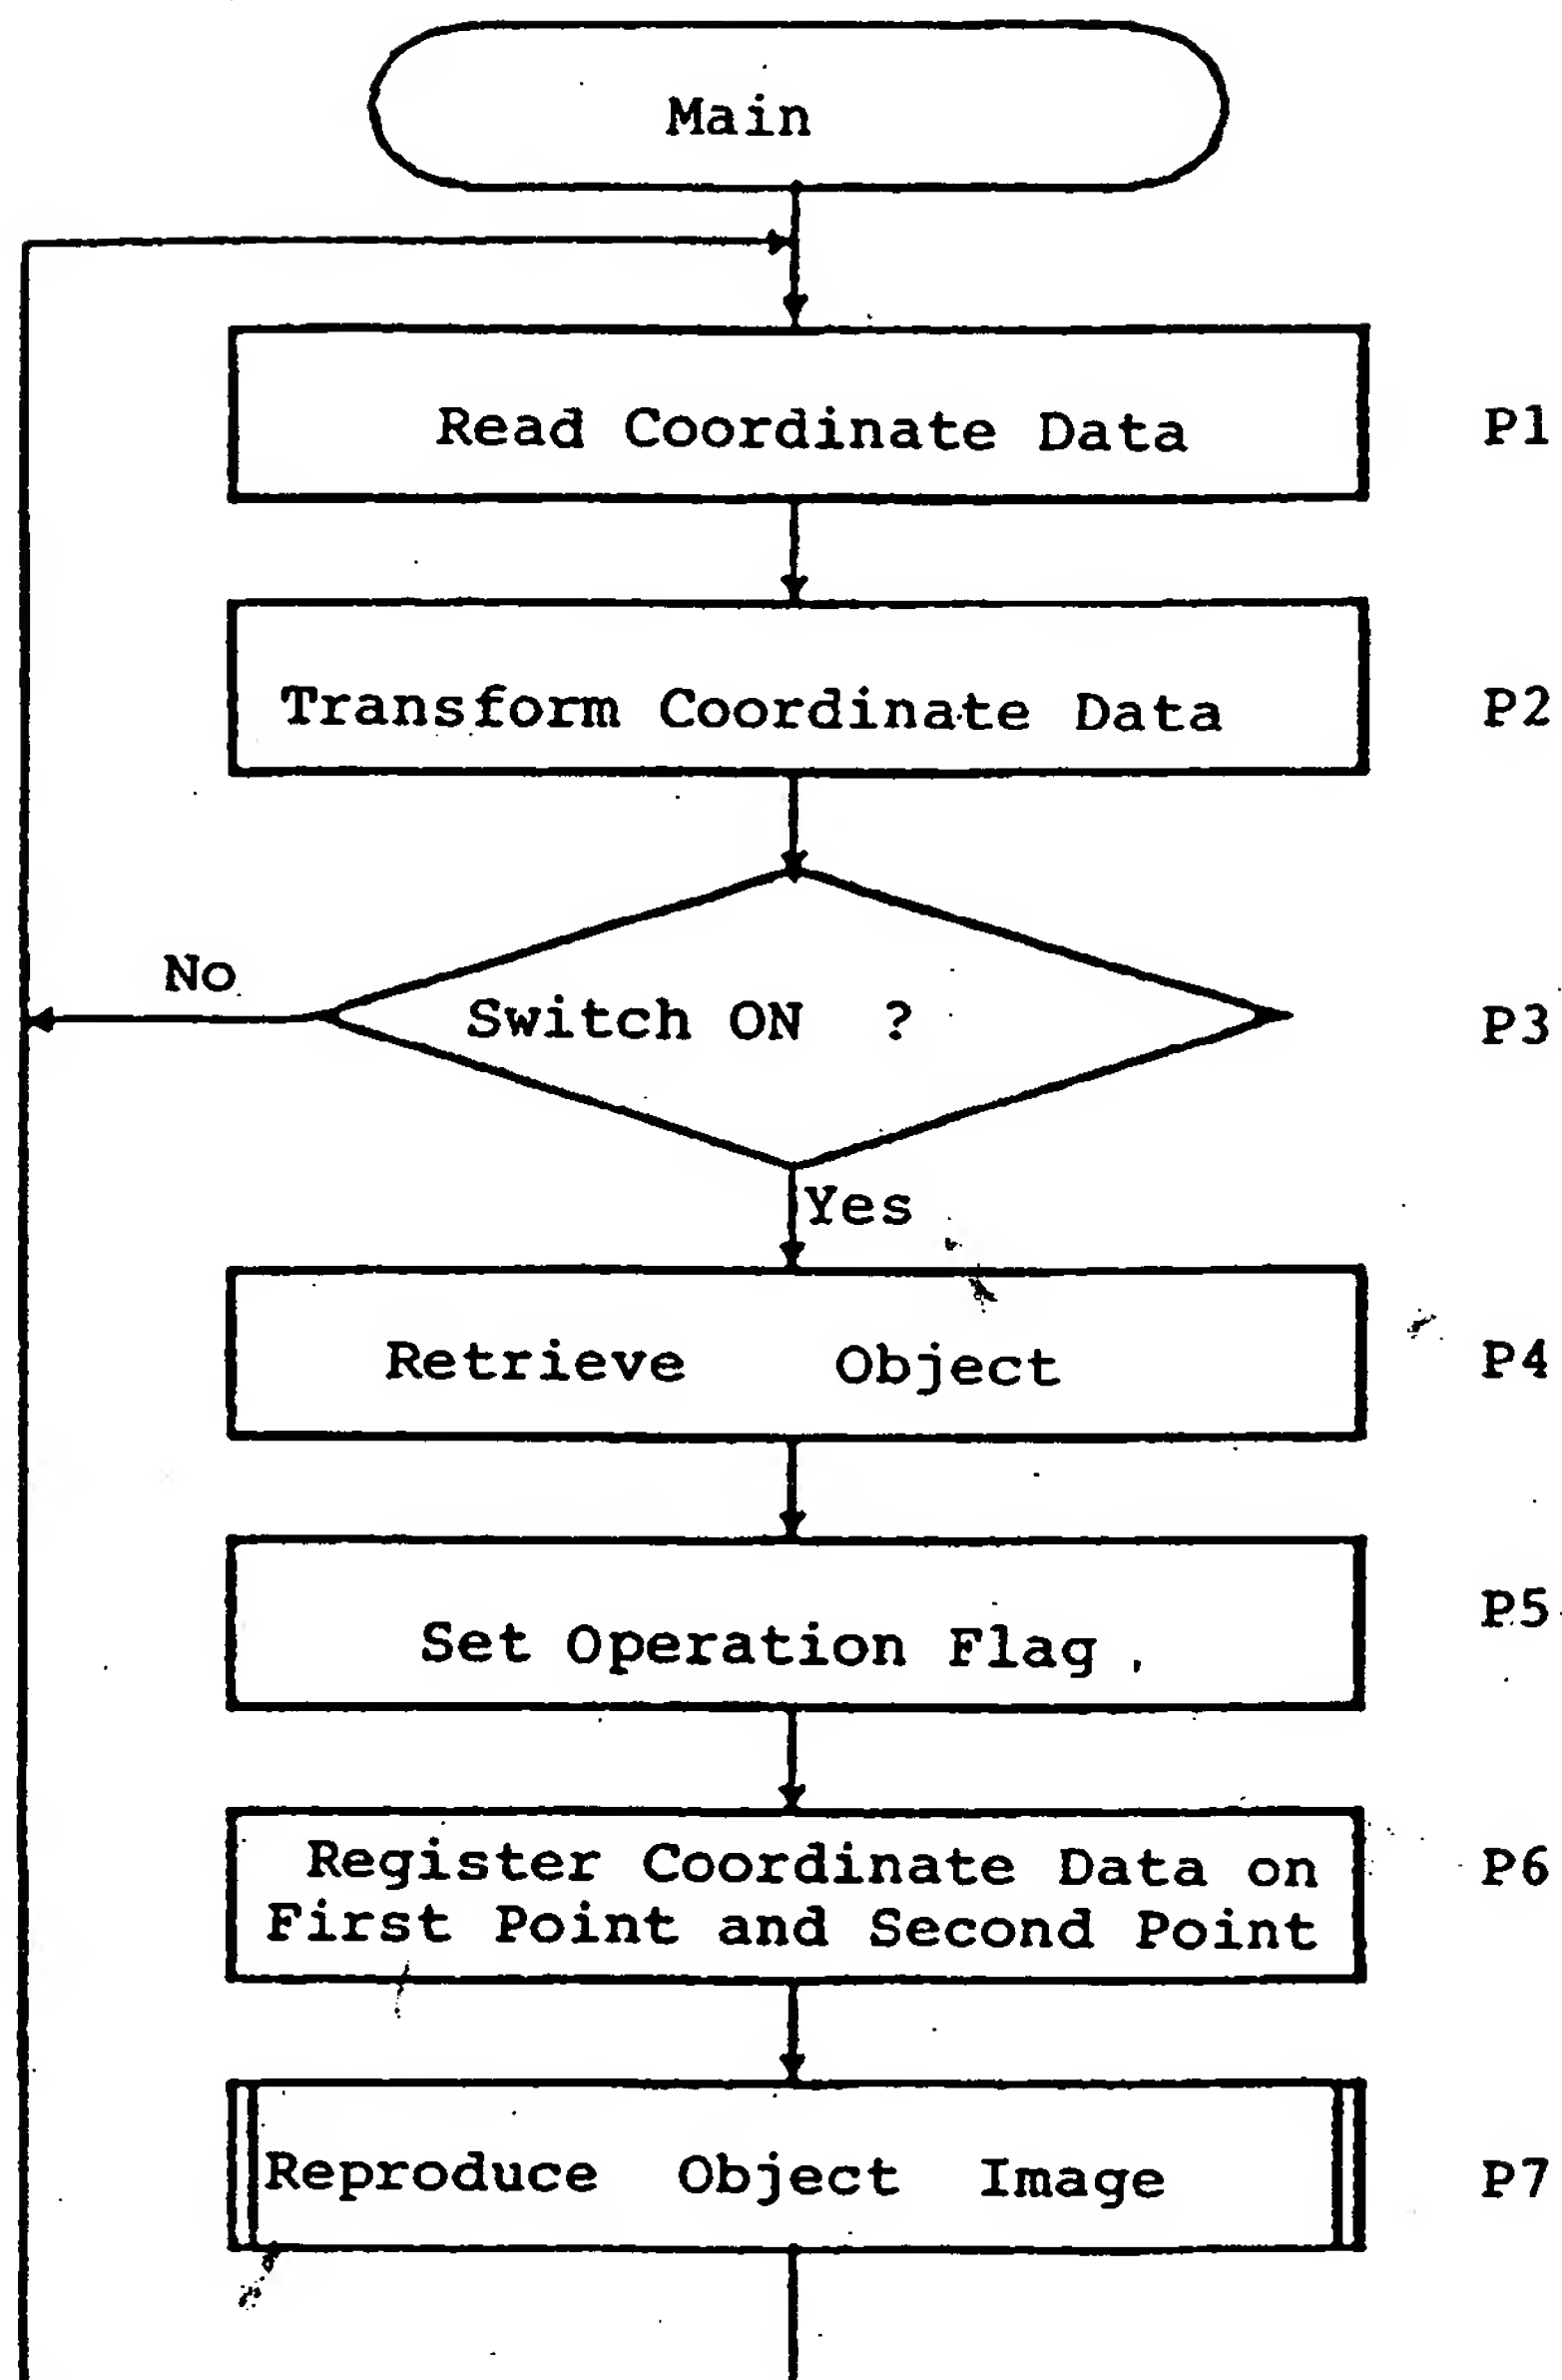 Main
Read Coordinate Data
P1
Transform Coordinate Data
P2
No
Switch ON ?
P3
Yes
Retrieve Object
P4
Set Operation Flag
P5
Register Coordinate Data on
First Point and Second Point
P6
Reproduce Object Image
P7